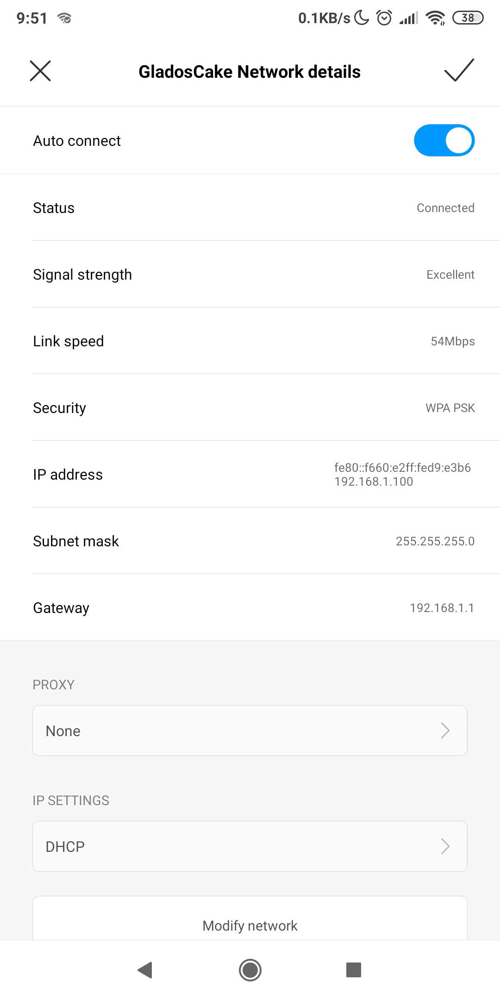 9:51 0.1KB/s 38
GladosCake Network details
Auto connect
Status Connected
Signal strength Excellent
Link speed 54Mbps
Security WPA PSK
IP address fe80::f660:e2ff:fed9:e3b6
192.168.1.100
Subnet mask 255.255.255.0
Gateway 192.168.1.1
PROXY
None
IP SETTINGS
DHCP
Modify network